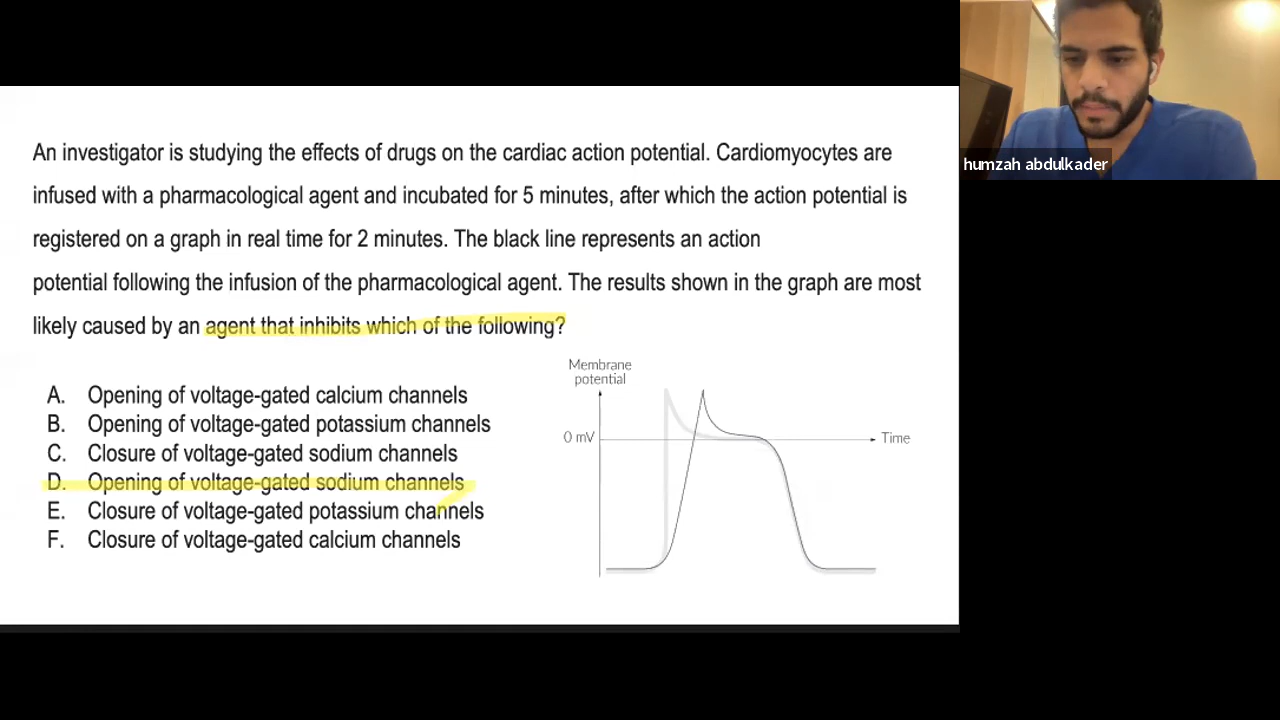 An investigator is studying the effects of drugs on the cardiac action potential. Cardiomyocytes are
infused with a pharmacological agent and incubated for 5 minutes, after which the action potential is
registered on a graph in real time for 2 minutes. The black line represents an action
potential following the infusion of the pharmacological agent. The results shown in the graph are most
likely caused by an agent that inhibits which of the following?
A. Opening of voltage-gated calcium channels
B. Opening of voltage-gated potassium channels
C. Closure of voltage-gated sodium channels
D. Opening of voltage-gated sodium channels
E. Closure of voltage-gated potassium channels
F. Closure of voltage-gated calcium channels
Membrane
potential
0 mV
Time
humzah abdulkader